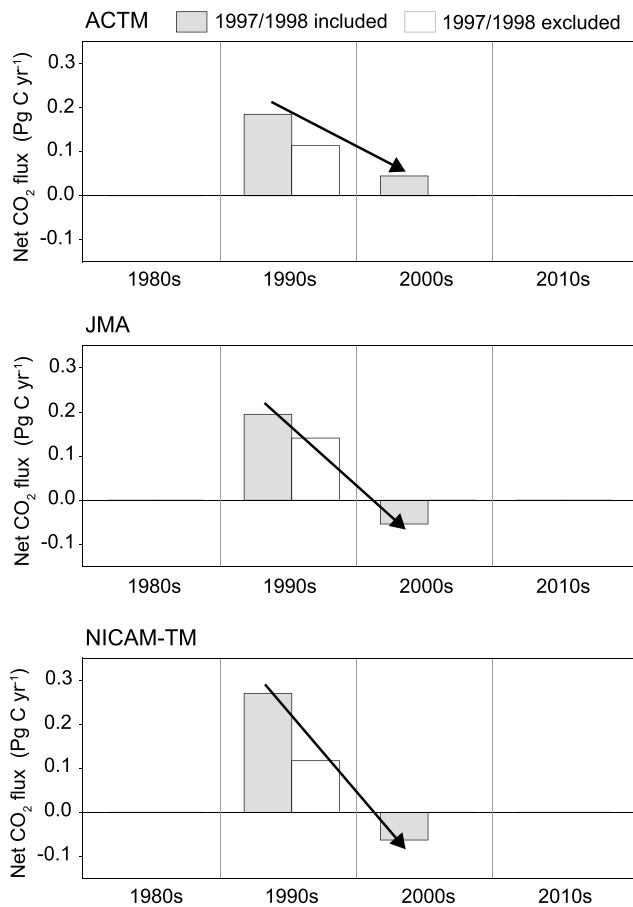 ACTM 1997/1998 included 1997/1998 excluded
Net CO₂ flux (Pg C yr⁻¹)
0.3
0.2
0.1
0.0
-0.1
1980s 1990s 2000s 2010s
JMA
Net CO₂ flux (Pg C yr⁻¹)
0.3
0.2
0.1
0.0
-0.1
1980s 1990s 2000s 2010s
NICAM-TM
Net CO₂ flux (Pg C yr⁻¹)
0.3
0.2
0.1
0.0
-0.1
1980s 1990s 2000s 2010s